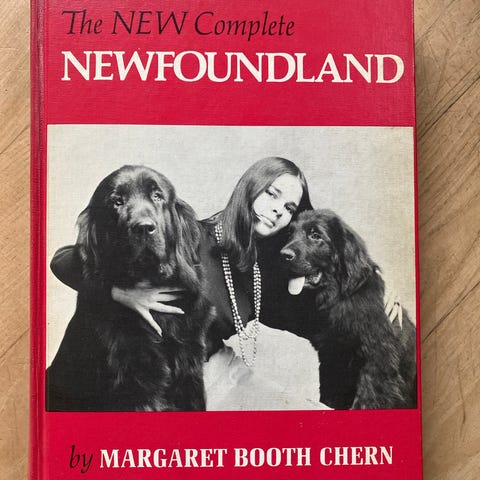 The NEW Complete
NEWFOUNDLAND
by MARGARET BOOTH CHERN